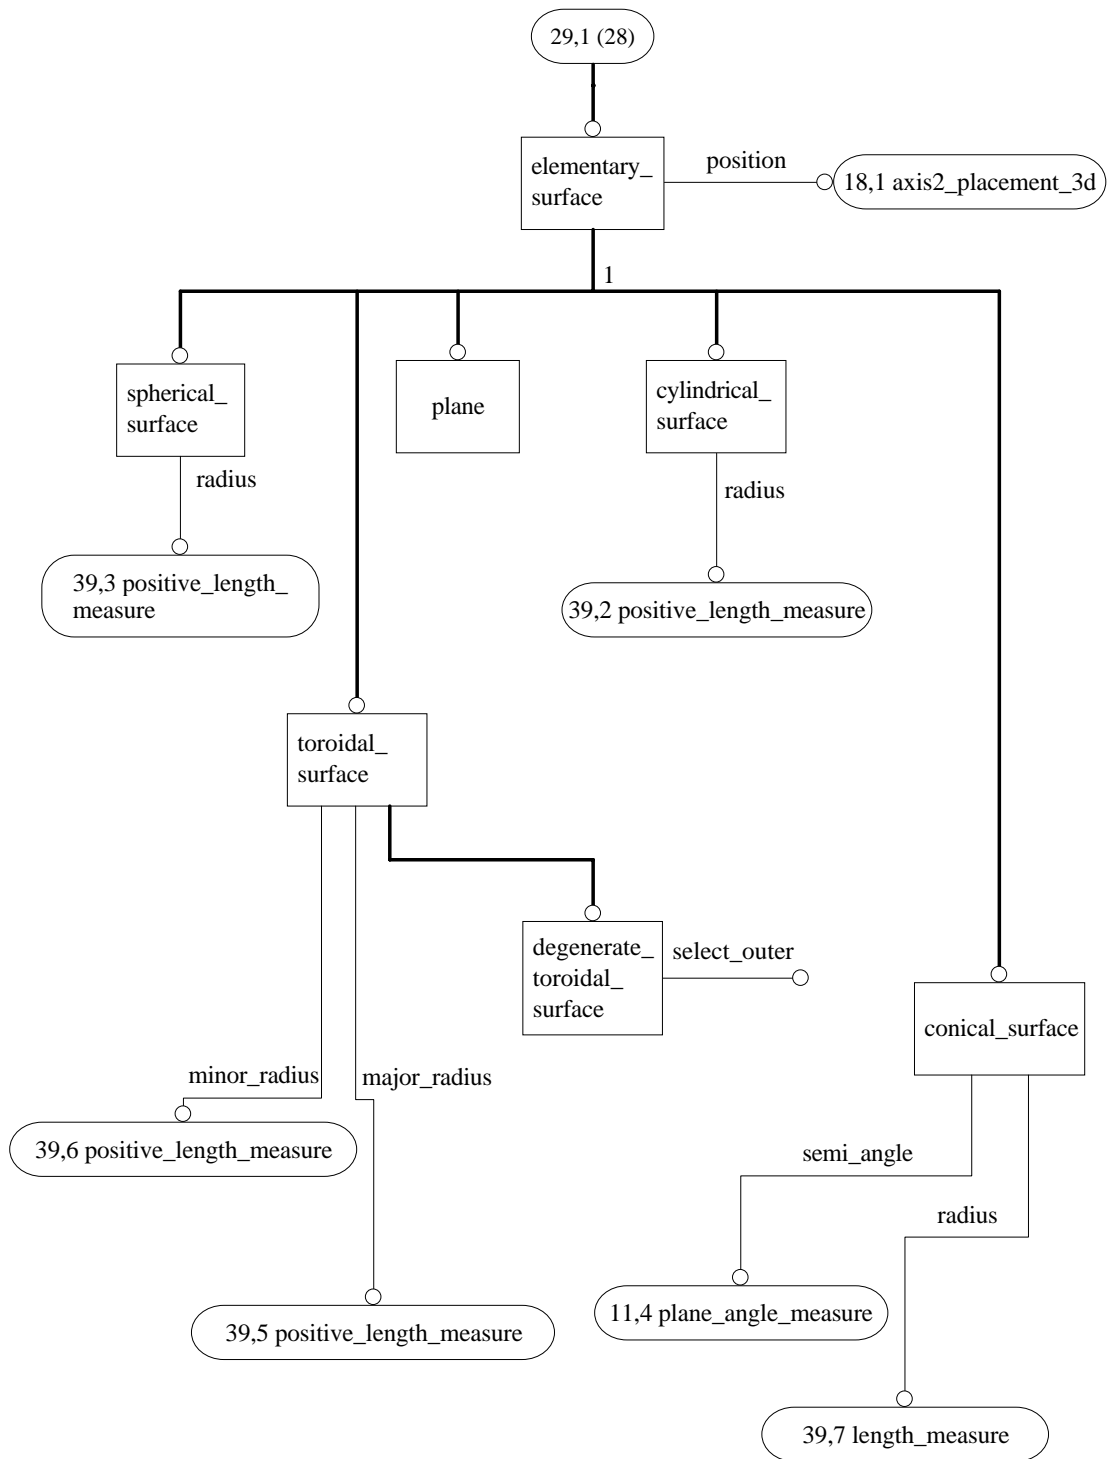 29,1 (28)
elementary_
surface
position
18,1 axis2_placement_3d
1
spherical_
surface
plane
cylindrical_
surface
radius
radius
39,3 positive_length_
measure
39,2 positive_length_measure
toroidal_
surface
degenerate_
toroidal_
surface
select_outer
conical_surface
minor_radius
major_radius
39,6 positive_length_measure
semi_angle
radius
39,5 positive_length_measure
11,4 plane_angle_measure
39,7 length_measure